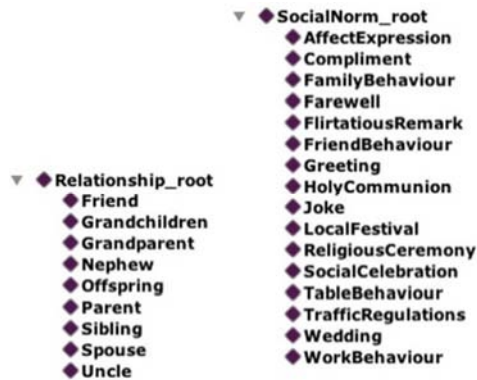 Relationship_root
Friend
Grandchildren
Grandparent
Nephew
Offspring
Parent
Sibling
Spouse
Uncle
SocialNorm_root
AffectExpression
Compliment
FamilyBehaviour
Farewell
FlirtatiousRemark
FriendBehaviour
Greeting
HolyCommunion
Joke
LocalFestival
ReligiousCeremony
SocialCelebration
TableBehaviour
TrafficRegulations
Wedding
WorkBehaviour